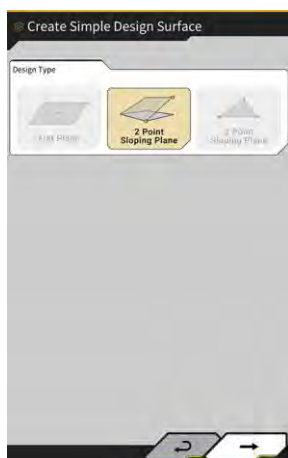 Create Simple Design Surface
Design Type
Flat Plane
2 Point
Sloping Plane
3 Point
Sloping Plane